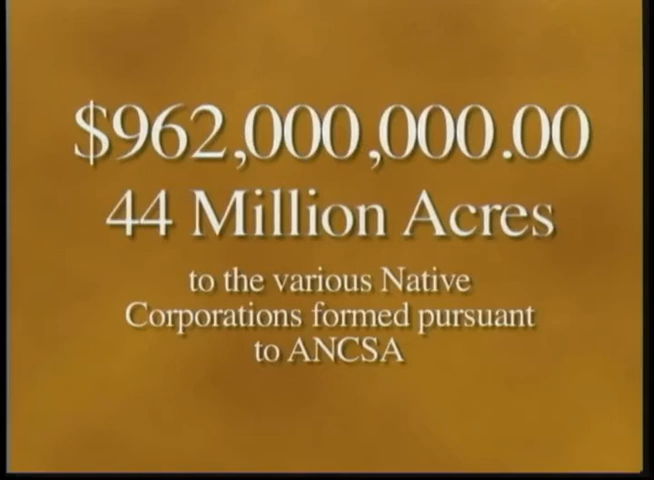 $962,000,000.00
44 Million Acres
to the various Native
Corporations formed pursuant
to ANCSA